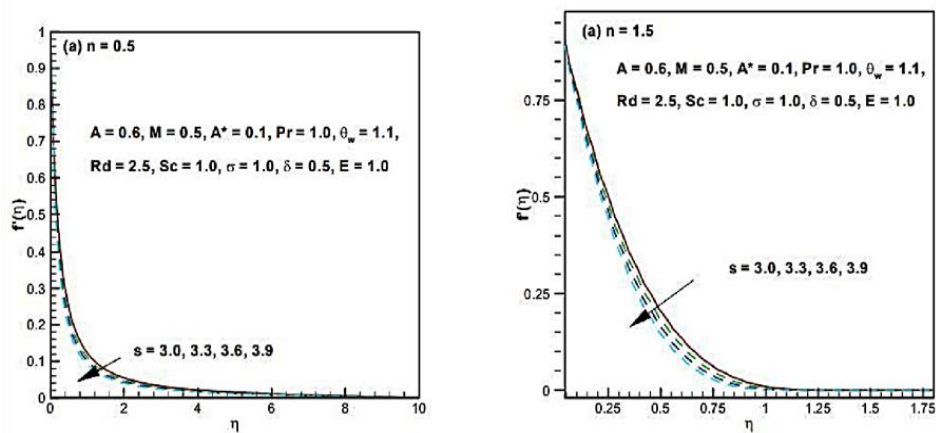 (a) n = 0.5
A = 0.6, M = 0.5, A* = 0.1, Pr = 1.0, θw = 1.1,
Rd = 2.5, Sc = 1.0, σ = 1.0, δ = 0.5, E = 1.0
s = 3.0, 3.3, 3.6, 3.9
f'(η)
1
0.9
0.8
0.7
0.6
0.5
0.4
0.3
0.2
0.1
0
0 2 4 6 8 10
η
(a) n = 1.5
A = 0.6, M = 0.5, A* = 0.1, Pr = 1.0, θw = 1.1,
Rd = 2.5, Sc = 1.0, σ = 1.0, δ = 0.5, E = 1.0
s = 3.0, 3.3, 3.6, 3.9
f'(η)
0.75
0.5
0.25
0
0.25 0.5 0.75 1 1.25 1.5 1.75
η